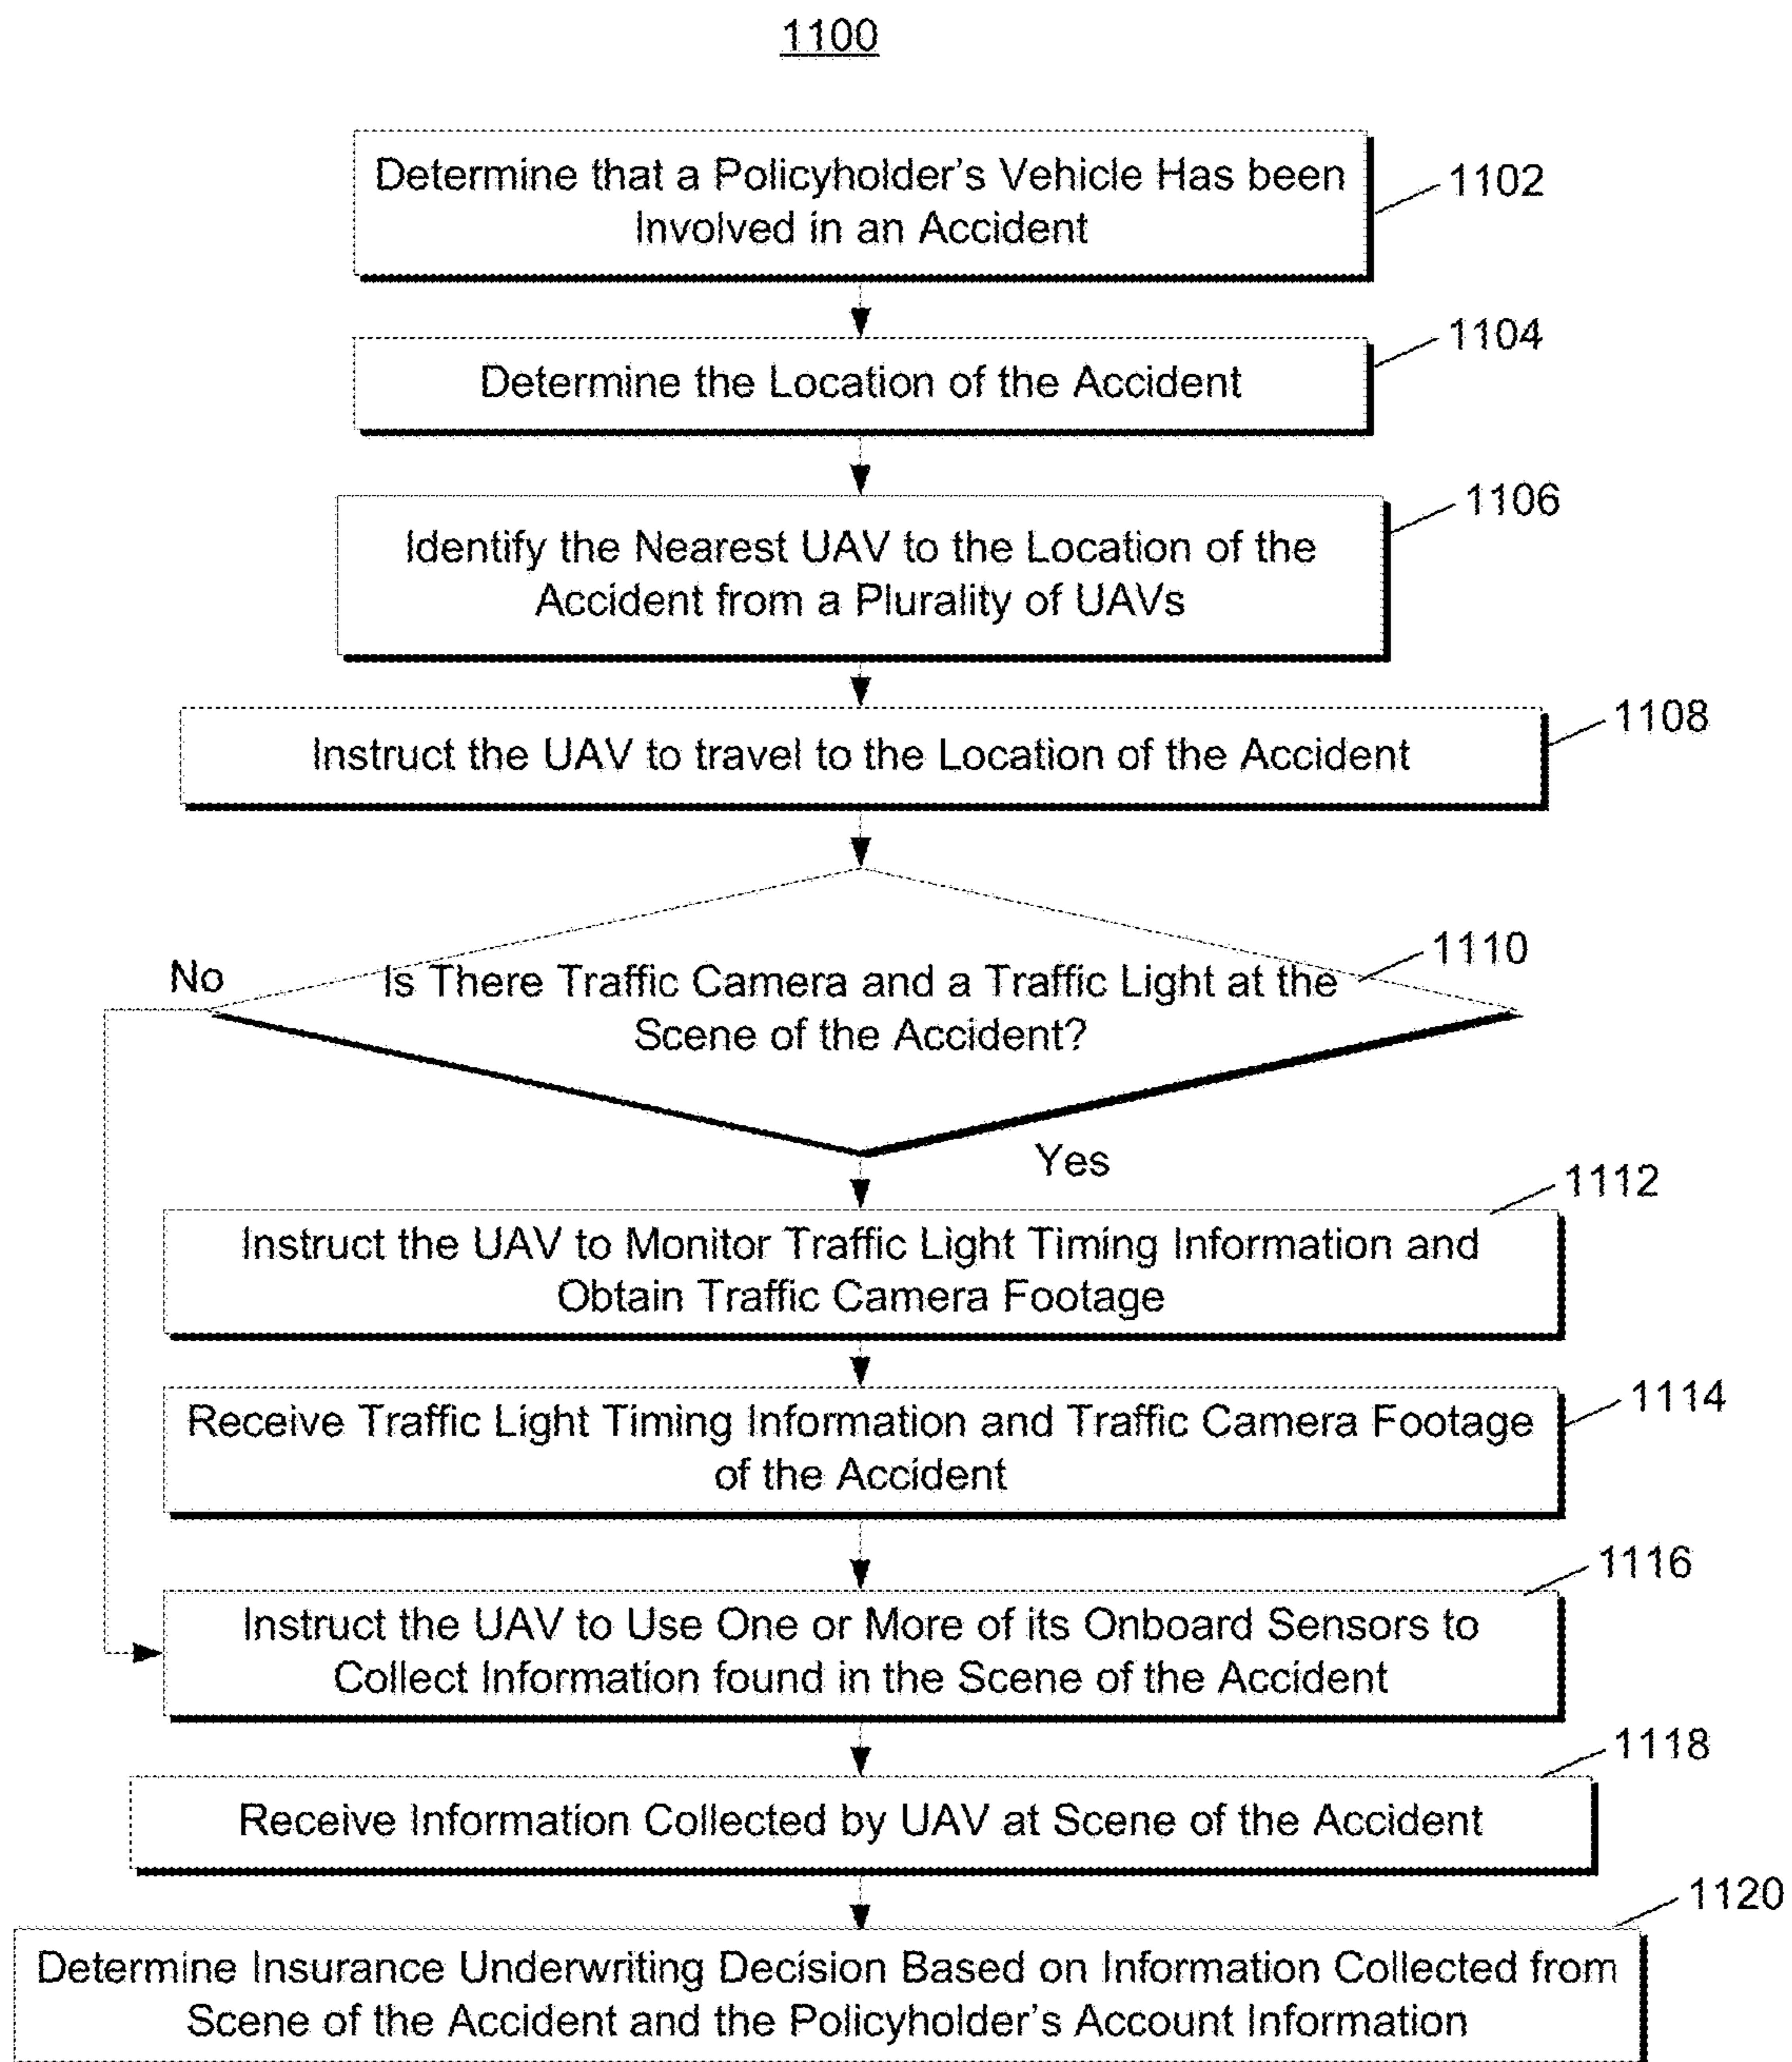 1100
Determine that a Policyholder's Vehicle Has been
Involved in an Accident
1102
Determine the Location of the Accident
1104
Identify the Nearest UAV to the Location of the
Accident from a Plurality of UAVs
1106
Instruct the UAV to travel to the Location of the Accident
1108
Is There Traffic Camera and a Traffic Light at the
Scene of the Accident?
1110
No
Yes
Instruct the UAV to Monitor Traffic Light Timing Information and
Obtain Traffic Camera Footage
1112
Receive Traffic Light Timing Information and Traffic Camera Footage
of the Accident
1114
Instruct the UAV to Use One or More of its Onboard Sensors to
Collect Information found in the Scene of the Accident
1116
Receive Information Collected by UAV at Scene of the Accident
1118
Determine Insurance Underwriting Decision Based on Information Collected from
Scene of the Accident and the Policyholder's Account Information
1120